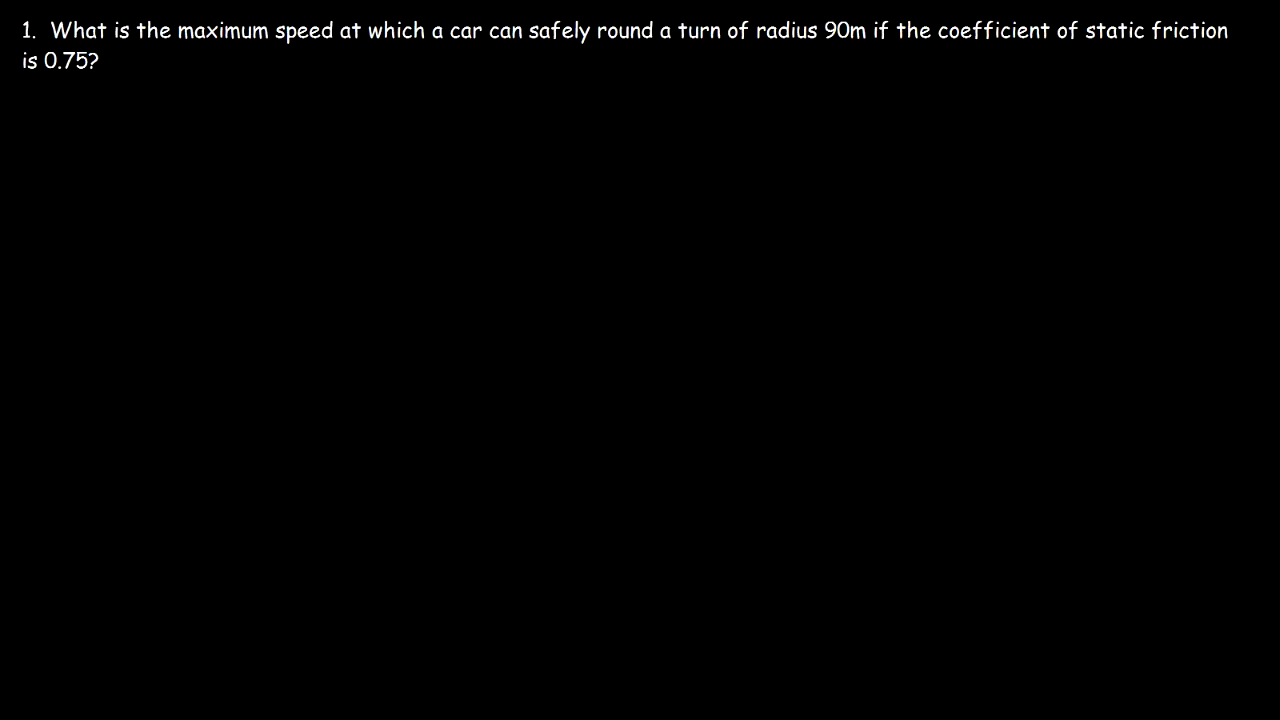 1.  What is the maximum speed at which a car can safely round a turn of radius 90m if the coefficient of static friction
is 0.75?